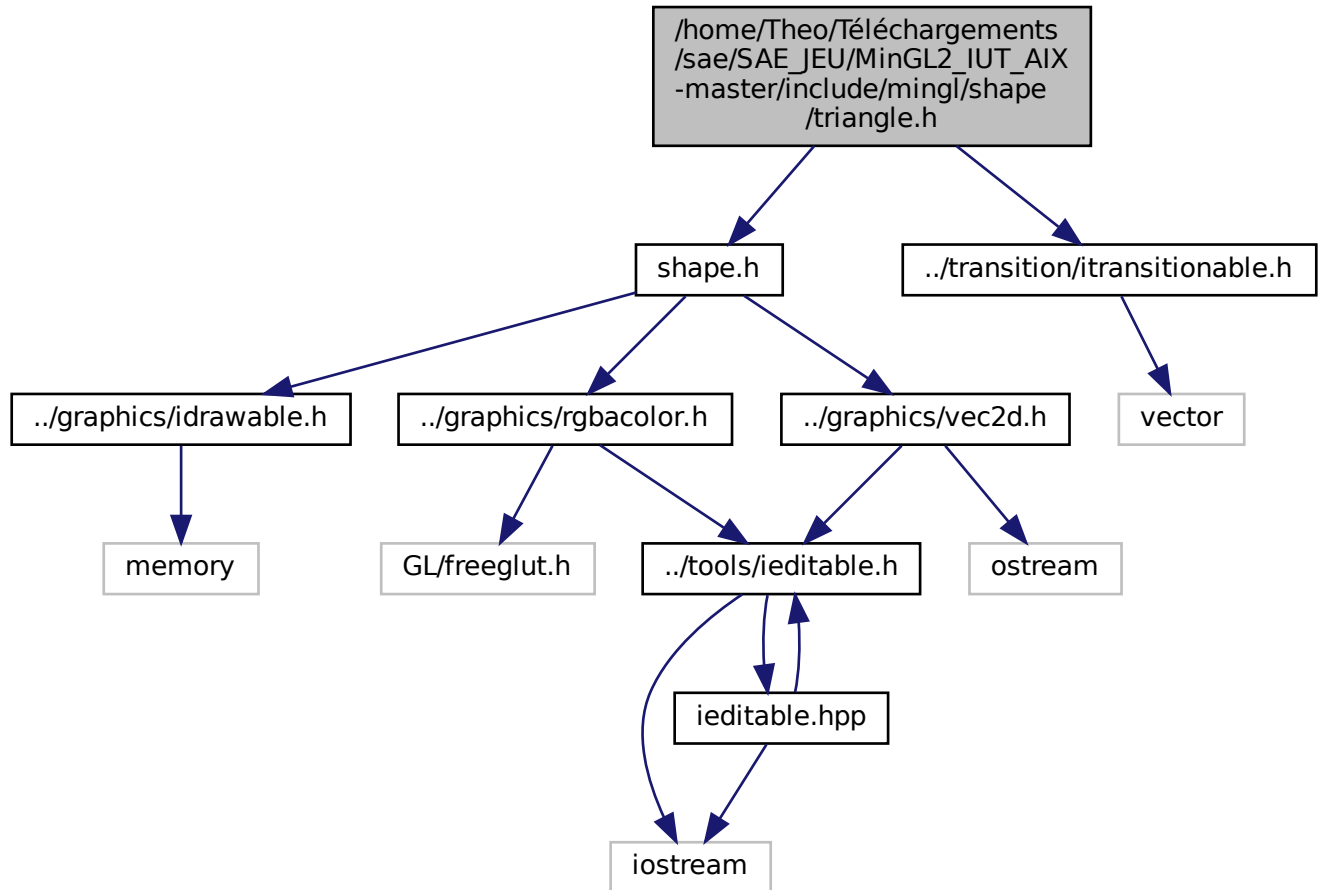 /home/Theo/Téléchargements
/sae/SAE_JEU/MinGL2_IUT_AIX
-master/include/mingl/shape
/triangle.h
shape.h
../transition/itransitionable.h
../graphics/idrawable.h
../graphics/rgbacolor.h
../graphics/vec2d.h
vector
memory
GL/freeglut.h
../tools/ieditable.h
ostream
ieditable.hpp
iostream